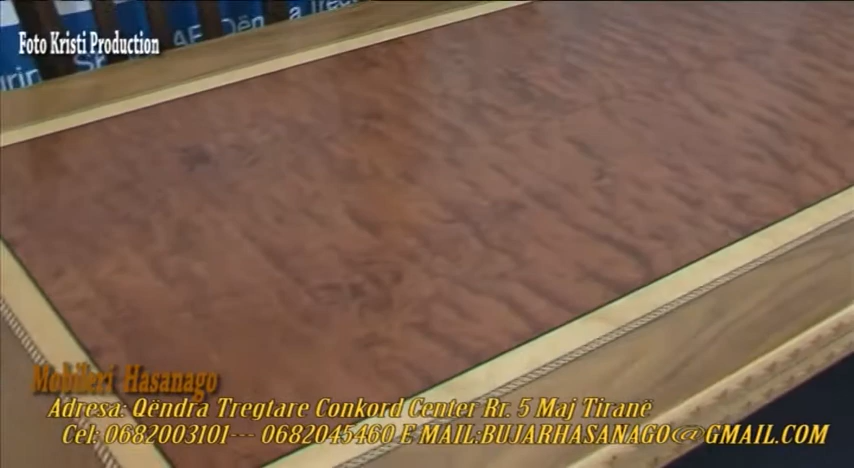 Foto Kristi Production
Mobileri Hasanago
Adresa: Qëndra Tregtare Conkord Center Rr. 5 Maj Tiranë
Cel: 0682003101--- 0682045460 E MAIL:BUJARHASANAGO@GMAIL.COM